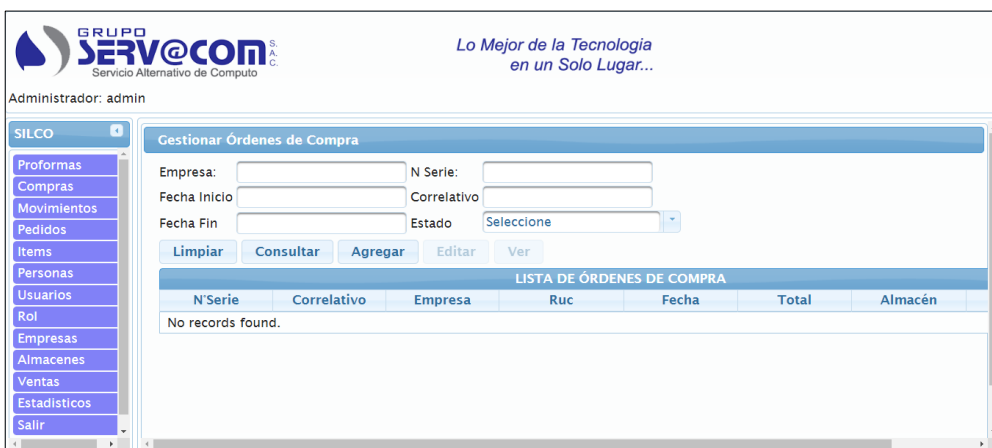 GRUPO
SERV@COM S.A.C.
Servicio Alternativo de Computo
Lo Mejor de la Tecnologia
en un Solo Lugar...
Administrador: admin
SILCO
Proformas
Compras
Movimientos
Pedidos
Items
Personas
Usuarios
Rol
Empresas
Almacenes
Ventas
Estadisticos
Salir
Gestionar Órdenes de Compra
Empresa: N Serie:
Fecha Inicio Correlativo
Fecha Fin Estado Seleccione
Limpiar Consultar Agregar Editar Ver
LISTA DE ÓRDENES DE COMPRA
N'Serie Correlativo Empresa Ruc Fecha Total Almacén
No records found.